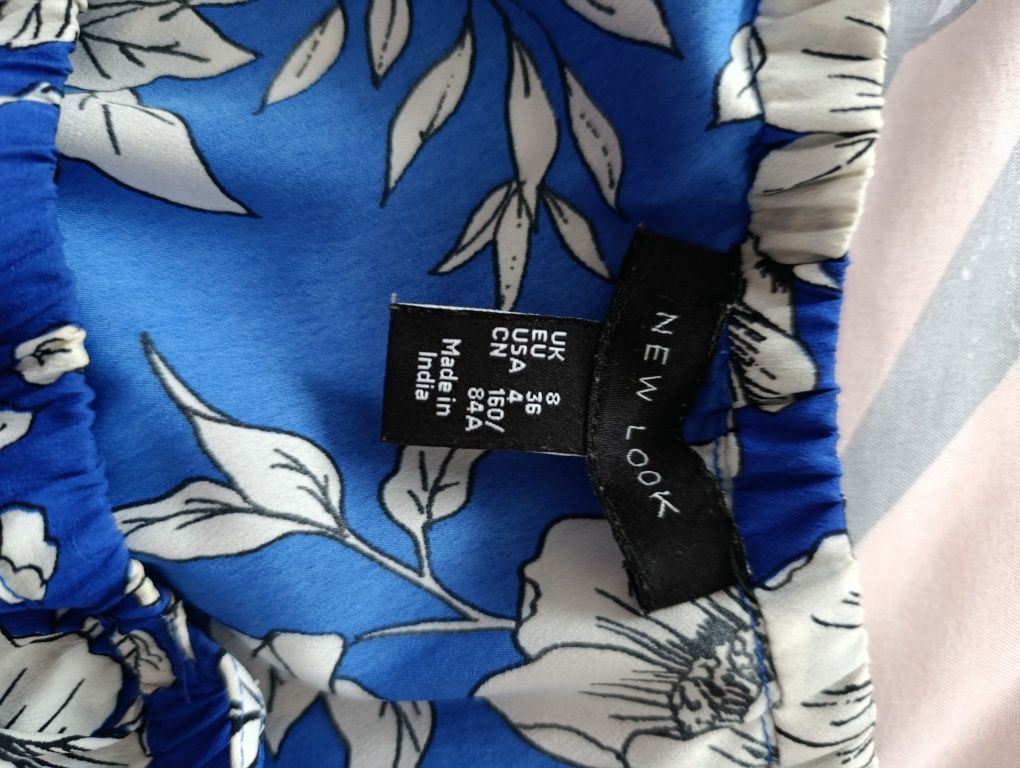 NEW LOOK
UK 8
EU 36
USA 4
CN 160/
84A
Made in
India